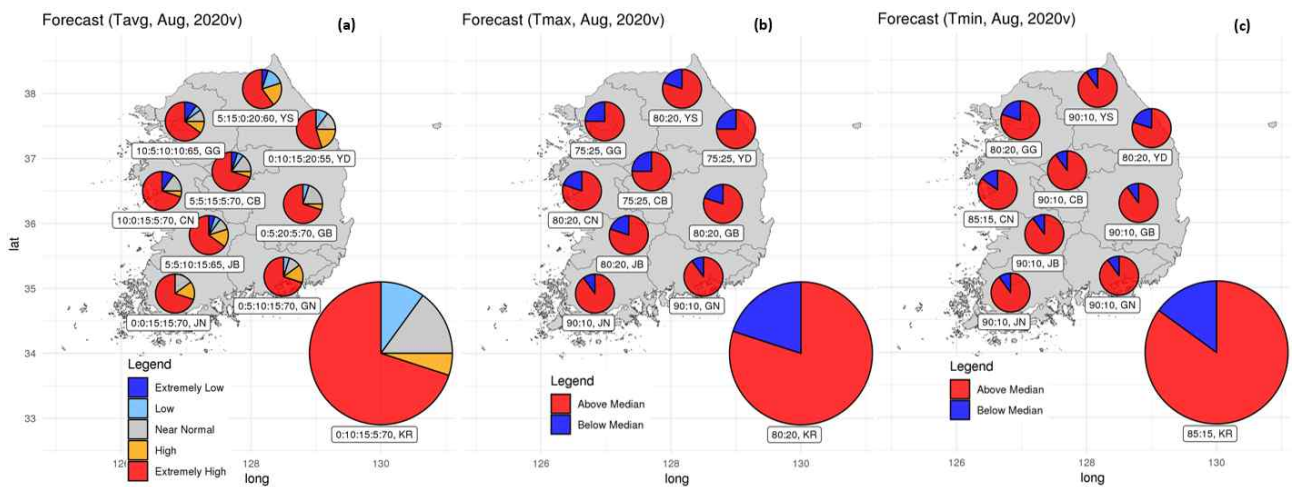 Forecast (Tavg, Aug, 2020v)
(a)
38
37
36
35
34
33
lat
5:15:0:20:60, YS
10:5:10:10:65, GG
0:10:15:20:55, YD
5:5:15:5:70, CB
10:0:15:5:70, CN
0:5:20:5:70, GB
5:5:10:15:65, JB
0:5:10:15:70, GN
0:0:15:15:70, JN
0:10:15:5:70, KR
Legend
Extremely Low
Low
Near Normal
High
Extremely High
128
130
long
Forecast (Tmax, Aug, 2020v)
(b)
80:20, YS
75:25, GG
75:25, YD
75:25, CB
80:20, CN
80:20, GB
80:20, JB
90:10, GN
90:10, JN
80:20, KR
Legend
Above Median
Below Median
126
128
130
long
Forecast (Tmin, Aug, 2020v)
(c)
90:10, YS
80:20, GG
80:20, YD
90:10, CB
85:15, CN
90:10, GB
90:10, JB
90:10, GN
90:10, JN
85:15, KR
Legend
Above Median
Below Median
126
128
130
long